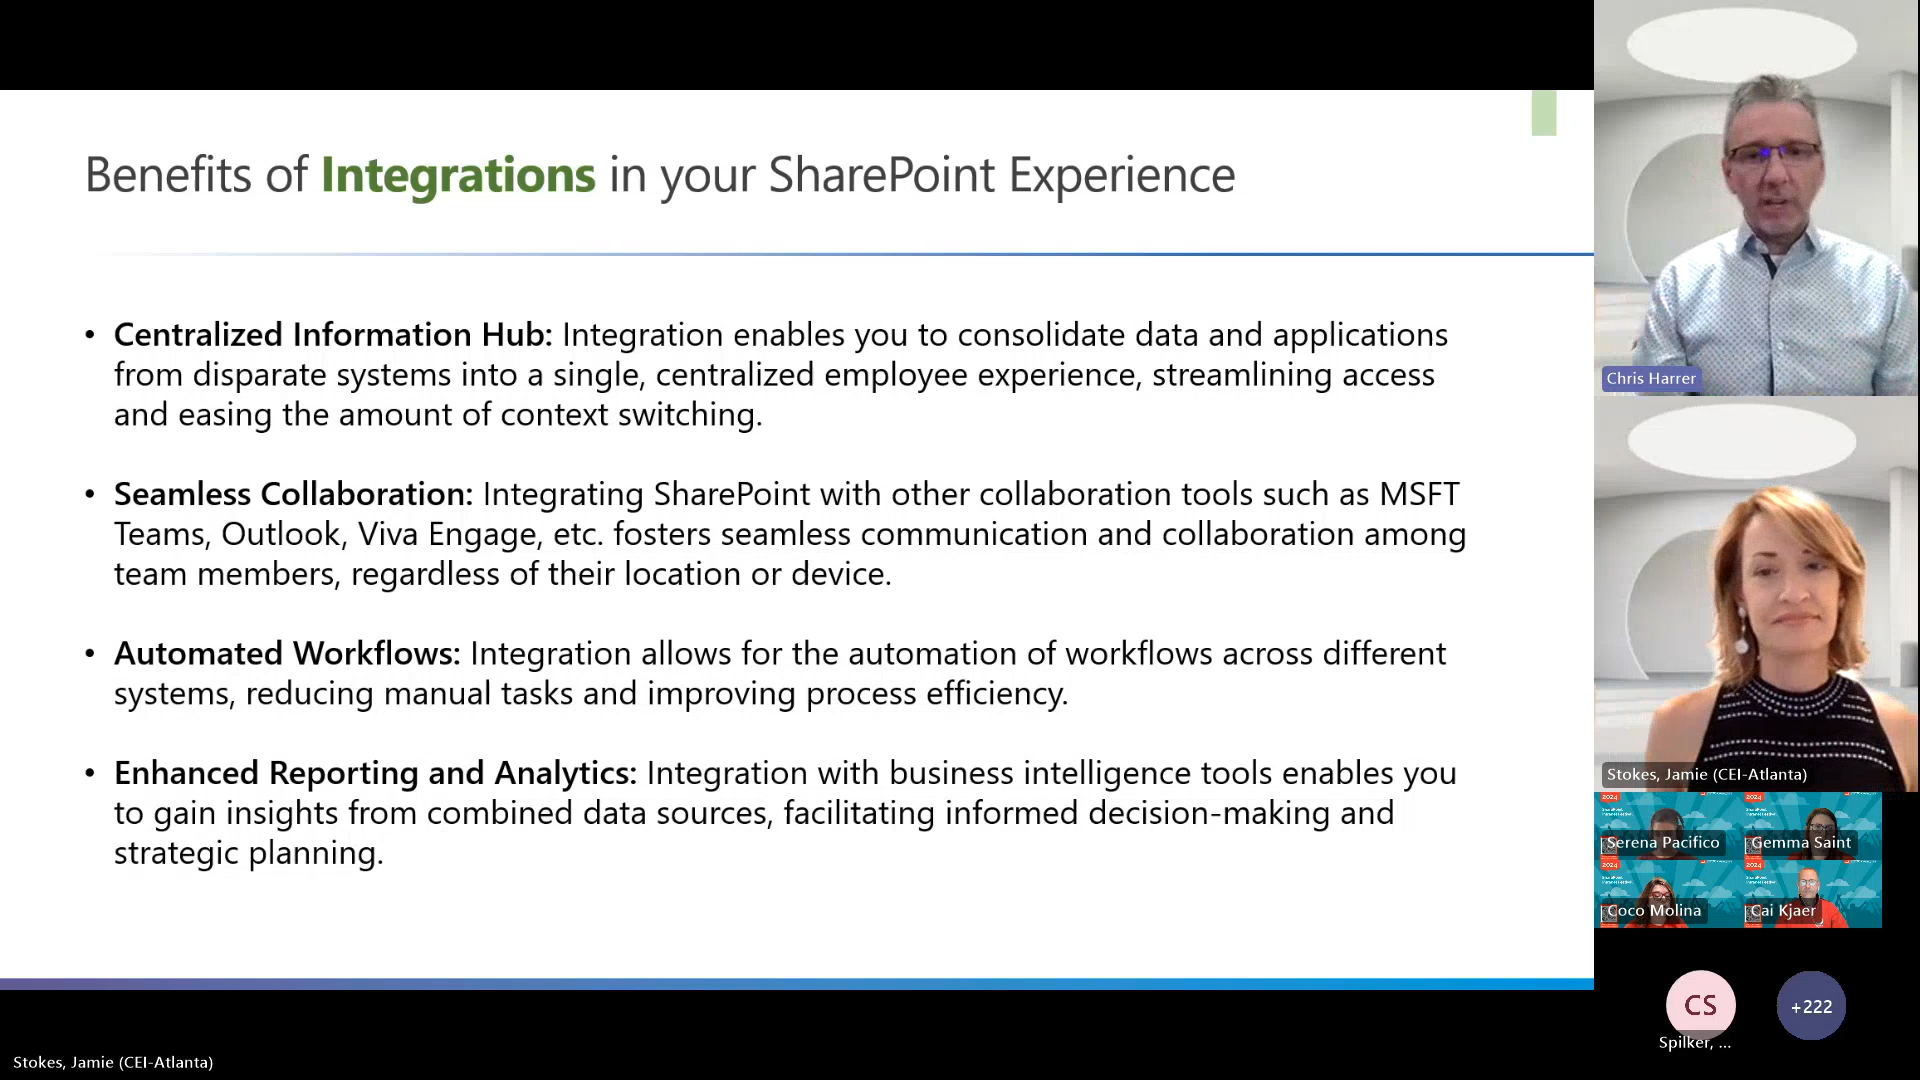 Benefits of Integrations in your SharePoint Experience
• Centralized Information Hub: Integration enables you to consolidate data and applications
from disparate systems into a single, centralized employee experience, streamlining access
and easing the amount of context switching.
• Seamless Collaboration: Integrating SharePoint with other collaboration tools such as MSFT
Teams, Outlook, Viva Engage, etc. fosters seamless communication and collaboration among
team members, regardless of their location or device.
• Automated Workflows: Integration allows for the automation of workflows across different
systems, reducing manual tasks and improving process efficiency.
• Enhanced Reporting and Analytics: Integration with business intelligence tools enables you
to gain insights from combined data sources, facilitating informed decision-making and
strategic planning.
Stokes, Jamie (CEI-Atlanta)
Chris Harrer
Stokes, Jamie (CEI-Atlanta)
2024
2024
Serena Pacifico
Gemma Saint
2024
2024
Coco Molina
Cai Kjaer
CS
+222
Spilker, ...